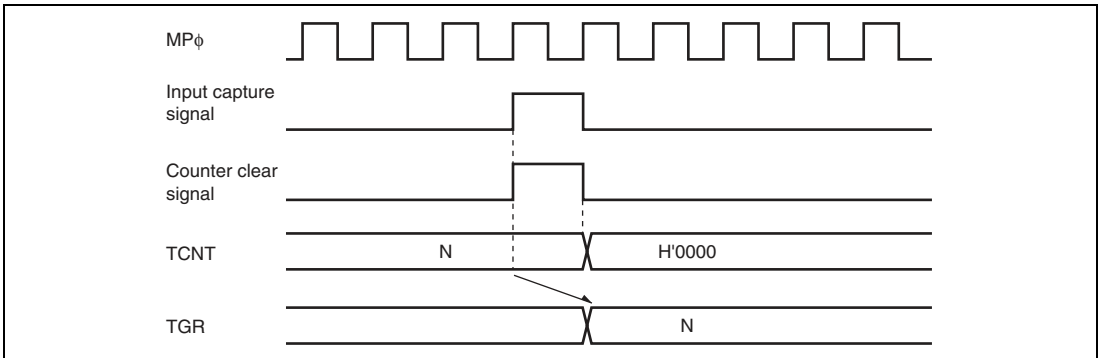 MPϕ
Input capture
signal
Counter clear
signal
TCNT
N
H'0000
TGR
N